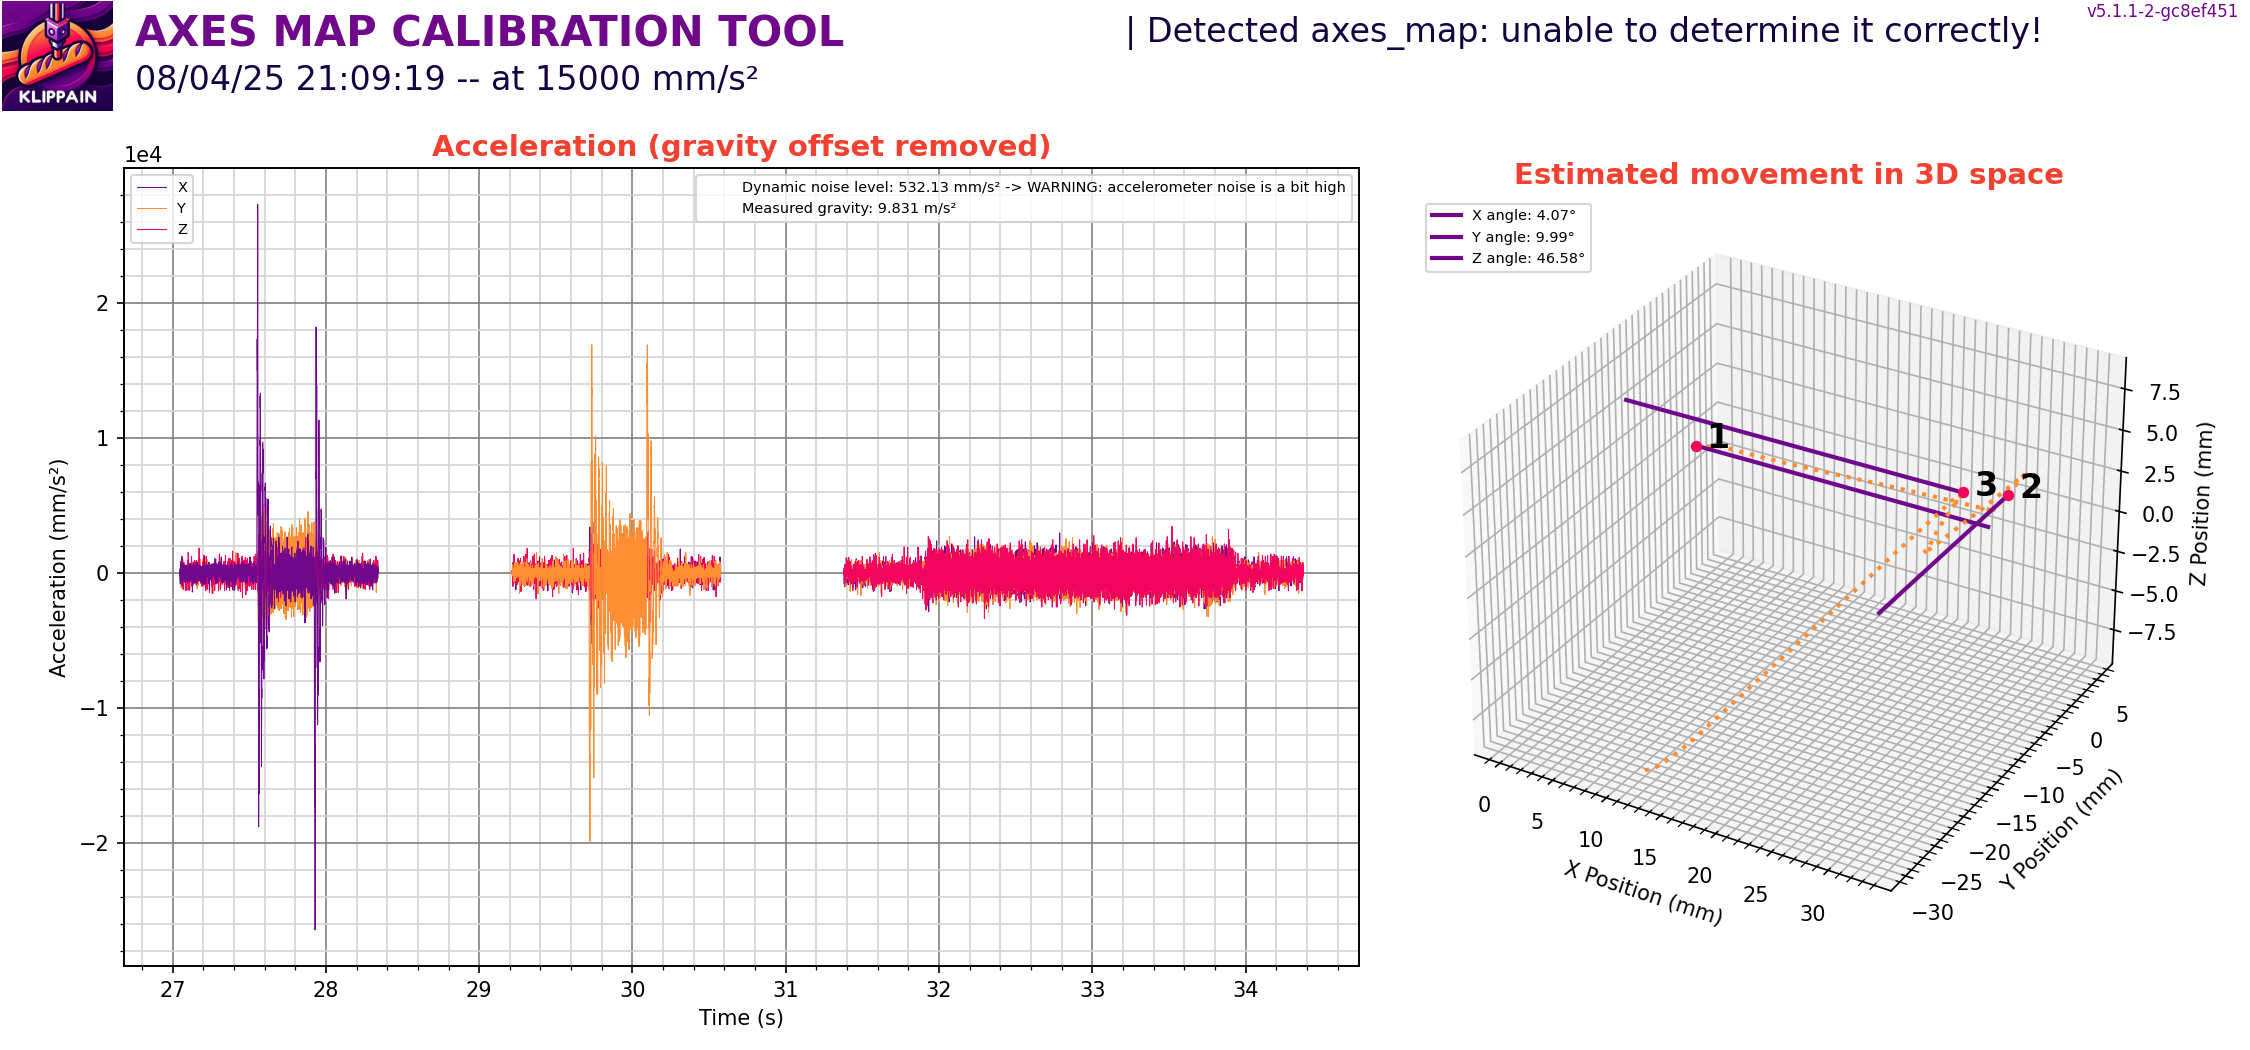 KLIPPAIN
AXES MAP CALIBRATION TOOL
08/04/25 21:09:19 -- at 15000 mm/s²
| Detected axes_map: unable to determine it correctly!
v5.1.1-2-gc8ef451
Acceleration (gravity offset removed)
1e4
X
Y
Z
Dynamic noise level: 532.13 mm/s² -> WARNING: accelerometer noise is a bit high
Measured gravity: 9.831 m/s²
2
1
0
−1
−2
Acceleration (mm/s²)
27
28
29
30
31
32
33
34
Time (s)
Estimated movement in 3D space
X angle: 4.07°
Y angle: 9.99°
Z angle: 46.58°
1
3
2
7.5
5.0
2.5
0.0
−2.5
−5.0
−7.5
Z Position (mm)
5
0
−5
−10
−15
−20
−25
−30
Y Position (mm)
0
5
10
15
20
25
30
X Position (mm)